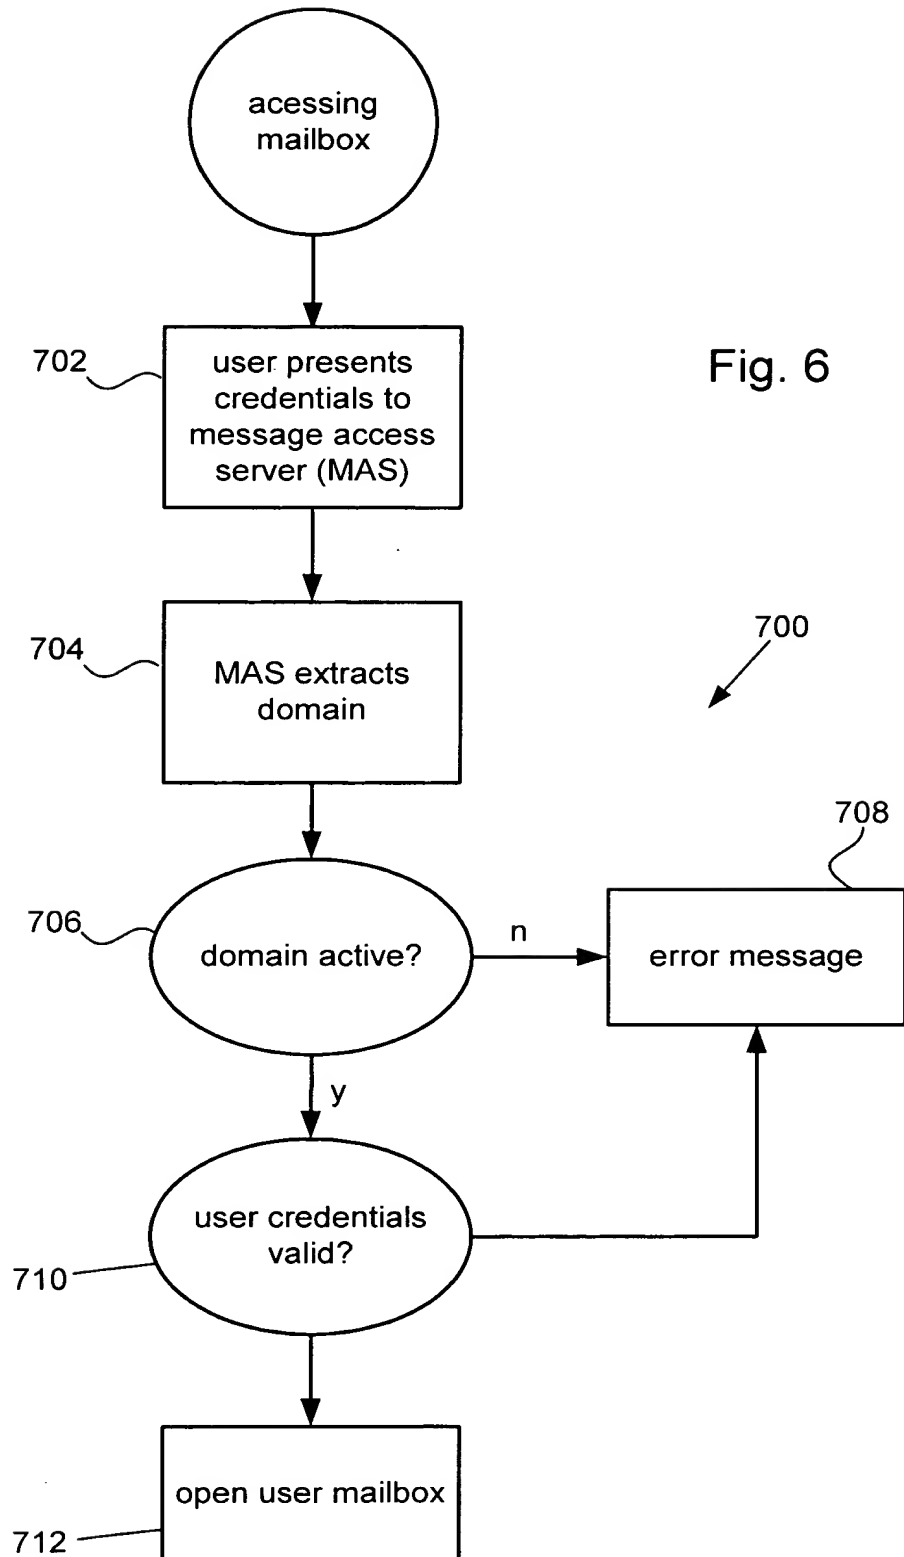 acessing
mailbox
702
user presents
credentials to
message access
server (MAS)
Fig. 6
704
MAS extracts
domain
700
708
706
domain active?
n
error message
y
user credentials
valid?
710
open user mailbox
712